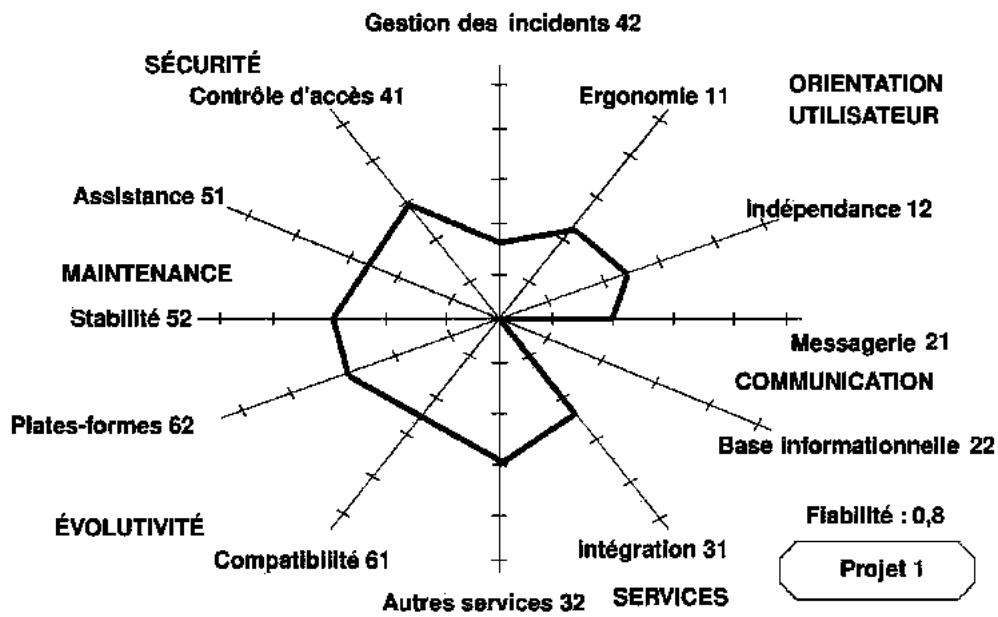 Gestion des incidents 42
SÉCURITÉ
Contrôle d'accès 41
Ergonomie 11
ORIENTATION
UTILISATEUR
Assistance 51
Indépendance 12
MAINTENANCE
Stabilité 52
Messagerie 21
COMMUNICATION
Plates-formes 62
Base informationnelle 22
ÉVOLUTIVITÉ
Fiabilité : 0,8
Compatibilité 61
intégration 31
Projet 1
Autres services 32
SERVICES